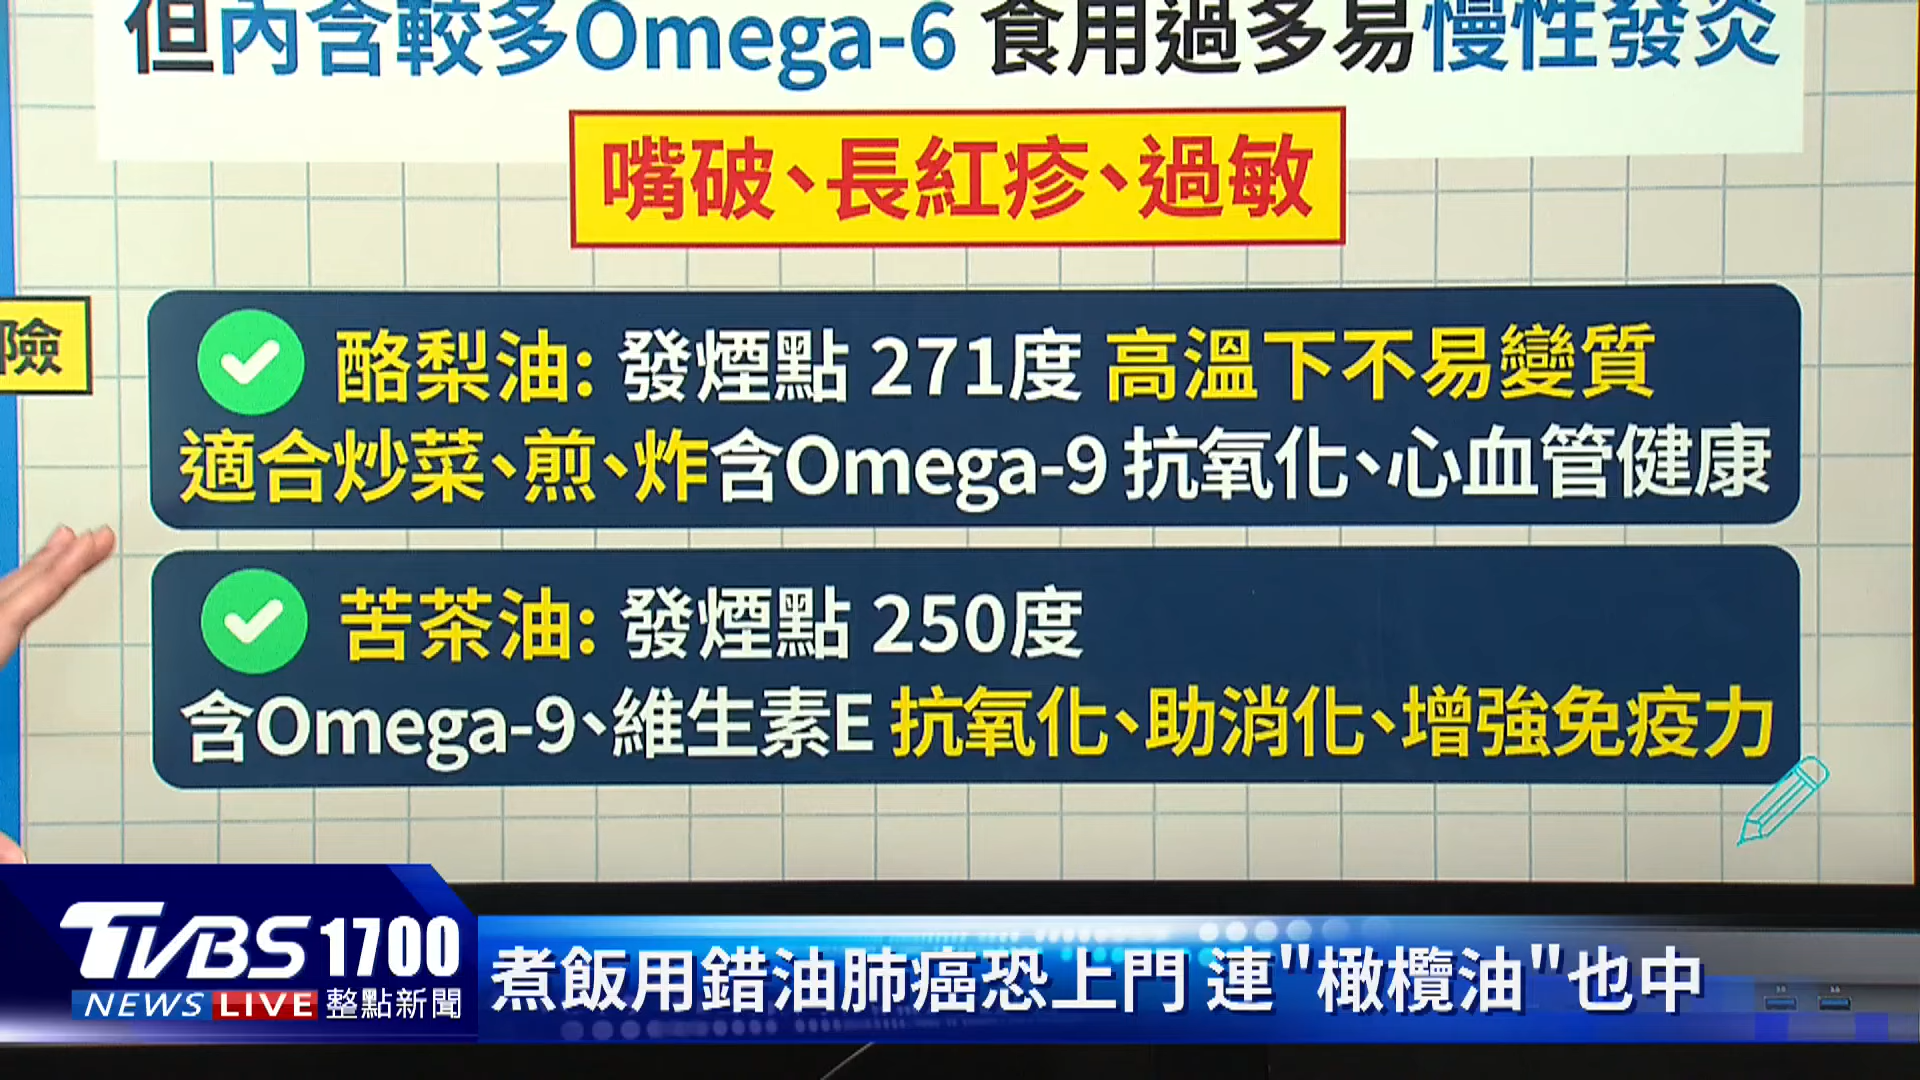 但內含較多Omega-6 食用過多易慢性發炎
嘴破、長紅疹、過敏
險
酪梨油: 發煙點 271度 高溫下不易變質
適合炒菜、煎、炸含Omega-9 抗氧化、心血管健康
苦茶油: 發煙點 250度
含Omega-9、維生素E 抗氧化、助消化、增強免疫力
TVBS 1700
NEWS LIVE 整點新聞
煮飯用錯油肺癌恐上門 連"橄欖油"也中